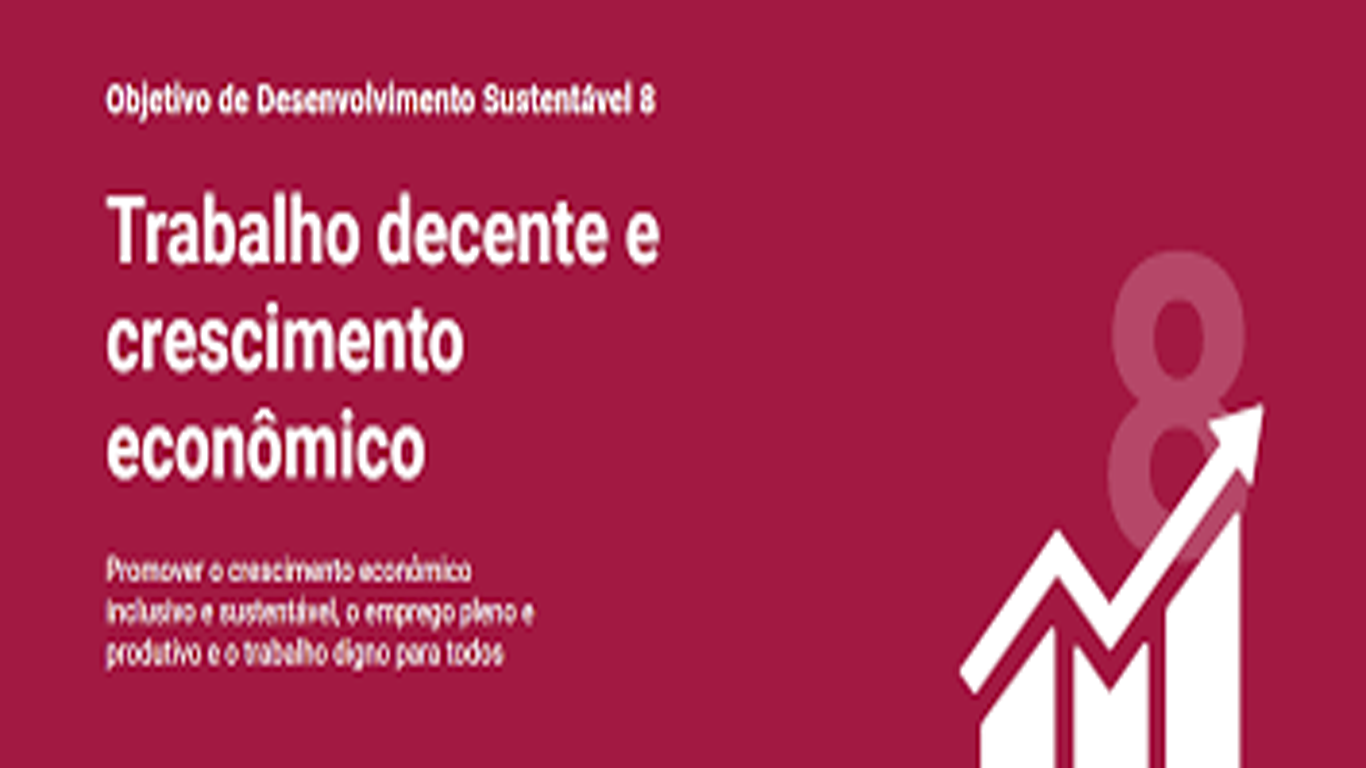 Objetivo de Desenvolvimento Sustentável 8
Trabalho decente e
crescimento
econômico
Promover o crescimento econômico
inclusivo e sustentável, o emprego pleno e
produtivo e o trabalho digno para todos
8